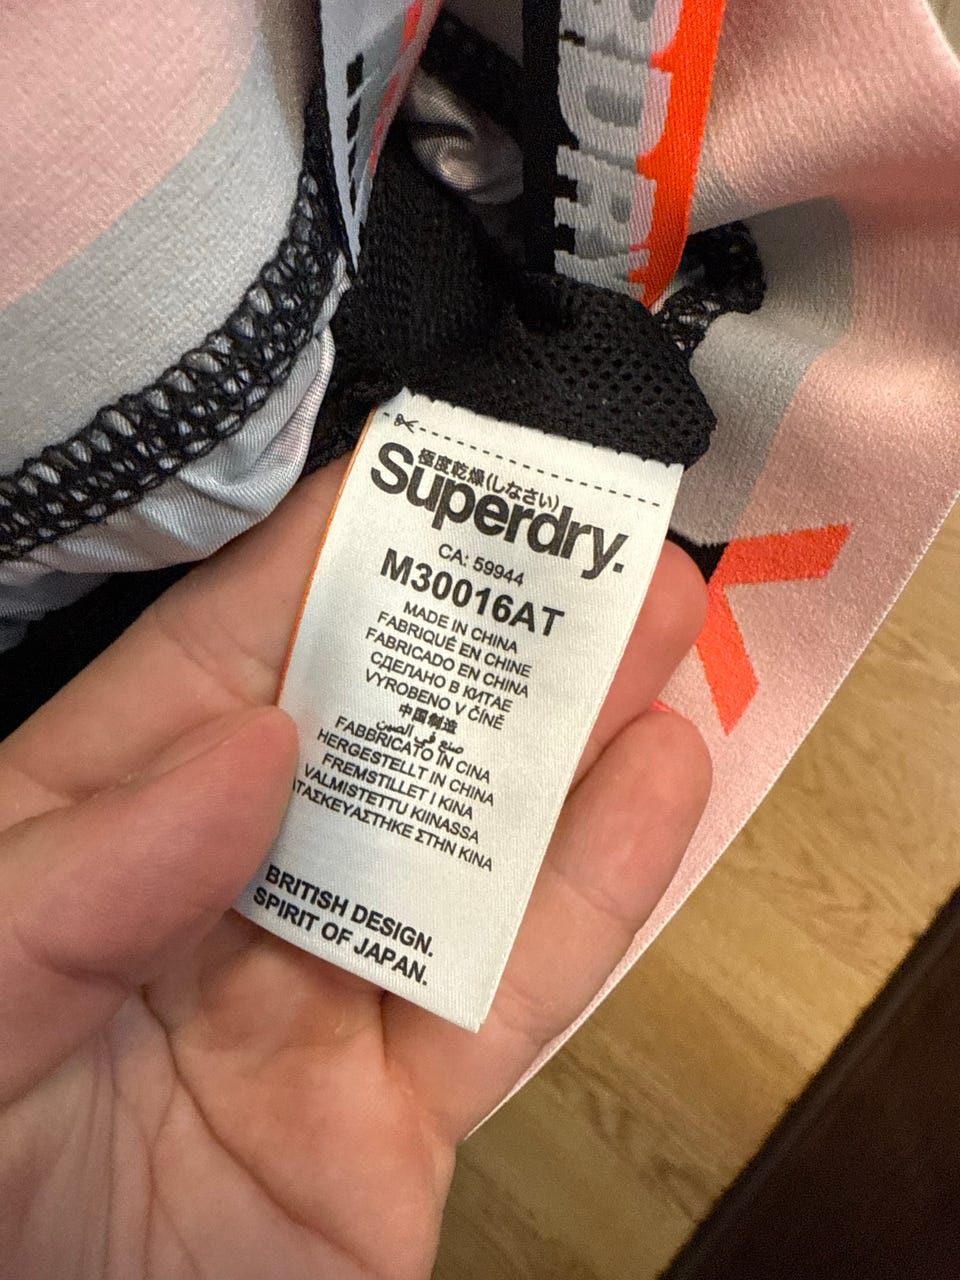 極度乾燥(しなさい)
Superdry.
CA: 59944
M30016AT
MADE IN CHINA
FABRIQUÉ EN CHINE
FABRICADO EN CHINA
СДЕЛАНО В КИТАЕ
VYROBENO V ČÍNĚ
中国制造
صنع في الصين
FABBRICATO IN CINA
HERGESTELLT IN CHINA
FREMSTILLET I KINA
VALMISTETTU KIINASSA
ΑΤΑΣΚΕΥΑΣΤΗΚΕ ΣΤΗΝ ΚΙΝΑ
BRITISH DESIGN.
SPIRIT OF JAPAN.